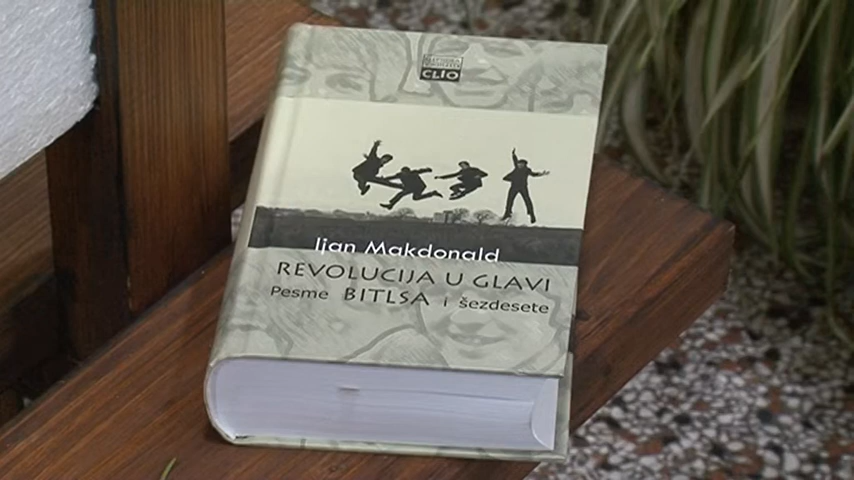 CLIO
Ijan Makdonald
REVOLUCIJA U GLAVI
Pesme BITLSA i šezdesete